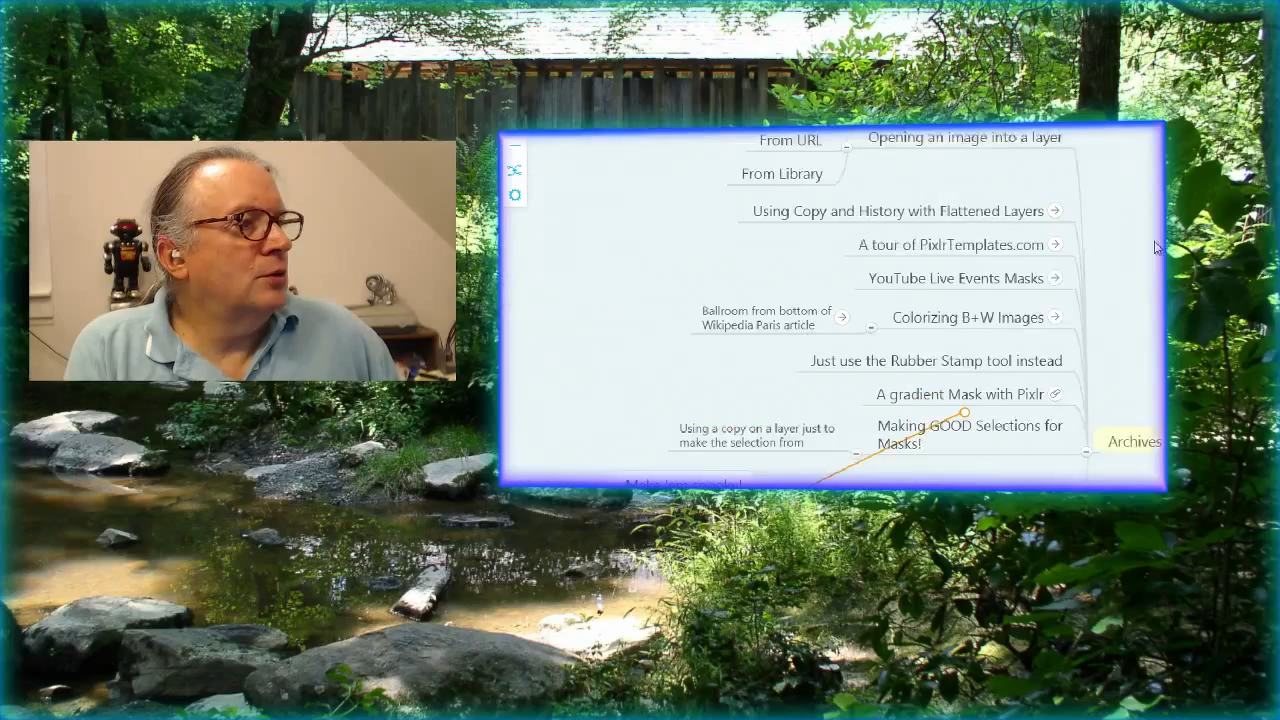 From URL
Opening an image into a layer
From Library
Using Copy and History with Flattened Layers
A tour of PixlrTemplates.com
YouTube Live Events Masks
Ballroom from bottom of
Wikipedia Paris article
Colorizing B+W Images
Just use the Rubber Stamp tool instead
A gradient Mask with Pixlr
Using a copy on a layer just to
make the selection from
Making GOOD Selections for
Masks!
Archives